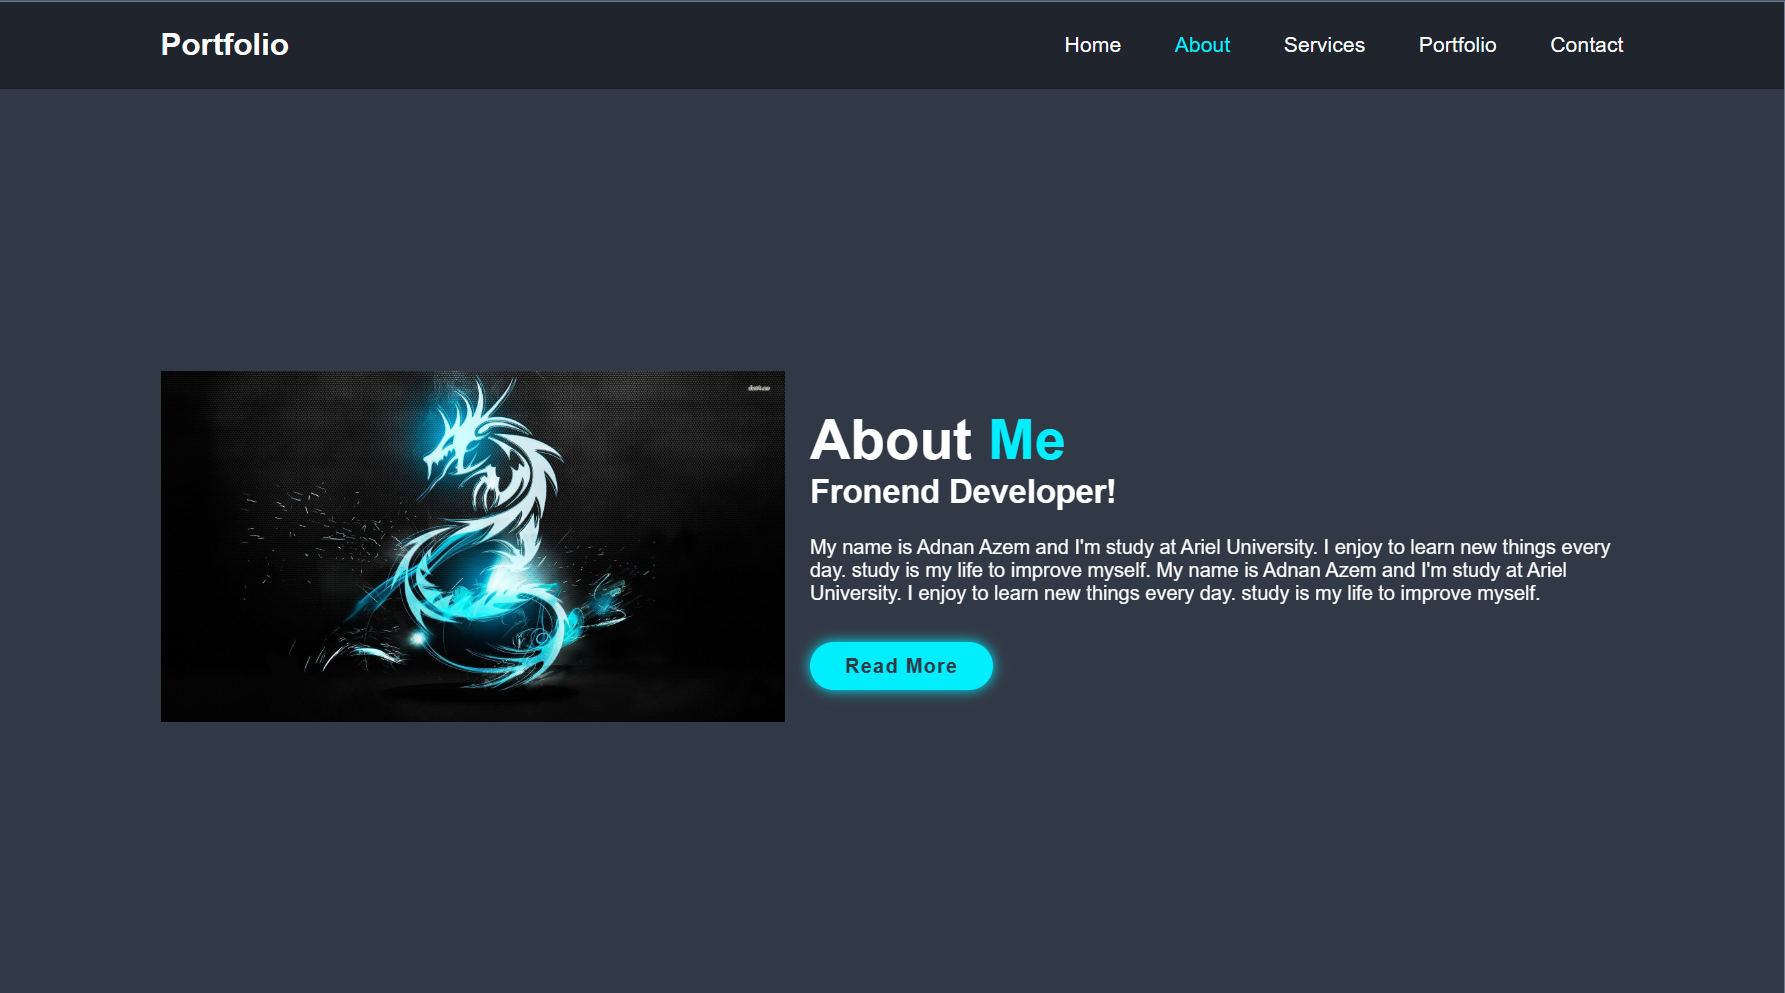 Portfolio
Home About Services Portfolio Contact
About Me
Fronend Developer!
My name is Adnan Azem and I'm study at Ariel University. I enjoy to learn new things every
day. study is my life to improve myself. My name is Adnan Azem and I'm study at Ariel
University. I enjoy to learn new things every day. study is my life to improve myself.
Read More